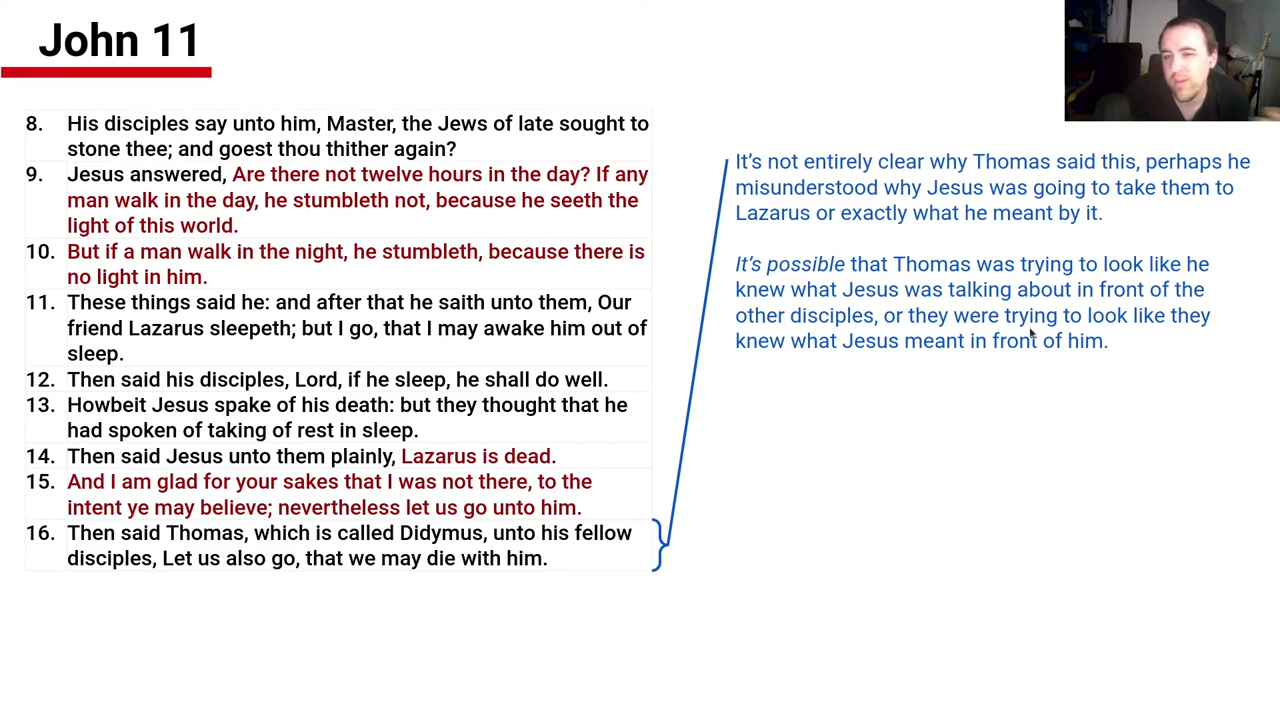 John 11
8. His disciples say unto him, Master, the Jews of late sought to
stone thee; and goest thou thither again?
9. Jesus answered, Are there not twelve hours in the day? If any
man walk in the day, he stumbleth not, because he seeth the
light of this world.
10. But if a man walk in the night, he stumbleth, because there is
no light in him.
11. These things said he: and after that he saith unto them, Our
friend Lazarus sleepeth; but I go, that I may awake him out of
sleep.
12. Then said his disciples, Lord, if he sleep, he shall do well.
13. Howbeit Jesus spake of his death: but they thought that he
had spoken of taking of rest in sleep.
14. Then said Jesus unto them plainly, Lazarus is dead.
15. And I am glad for your sakes that I was not there, to the
intent ye may believe; nevertheless let us go unto him.
16. Then said Thomas, which is called Didymus, unto his fellow
disciples, Let us also go, that we may die with him.
It’s not entirely clear why Thomas said this, perhaps he
misunderstood why Jesus was going to take them to
Lazarus or exactly what he meant by it.
It’s possible that Thomas was trying to look like he
knew what Jesus was talking about in front of the
other disciples, or they were trying to look like they
knew what Jesus meant in front of him.